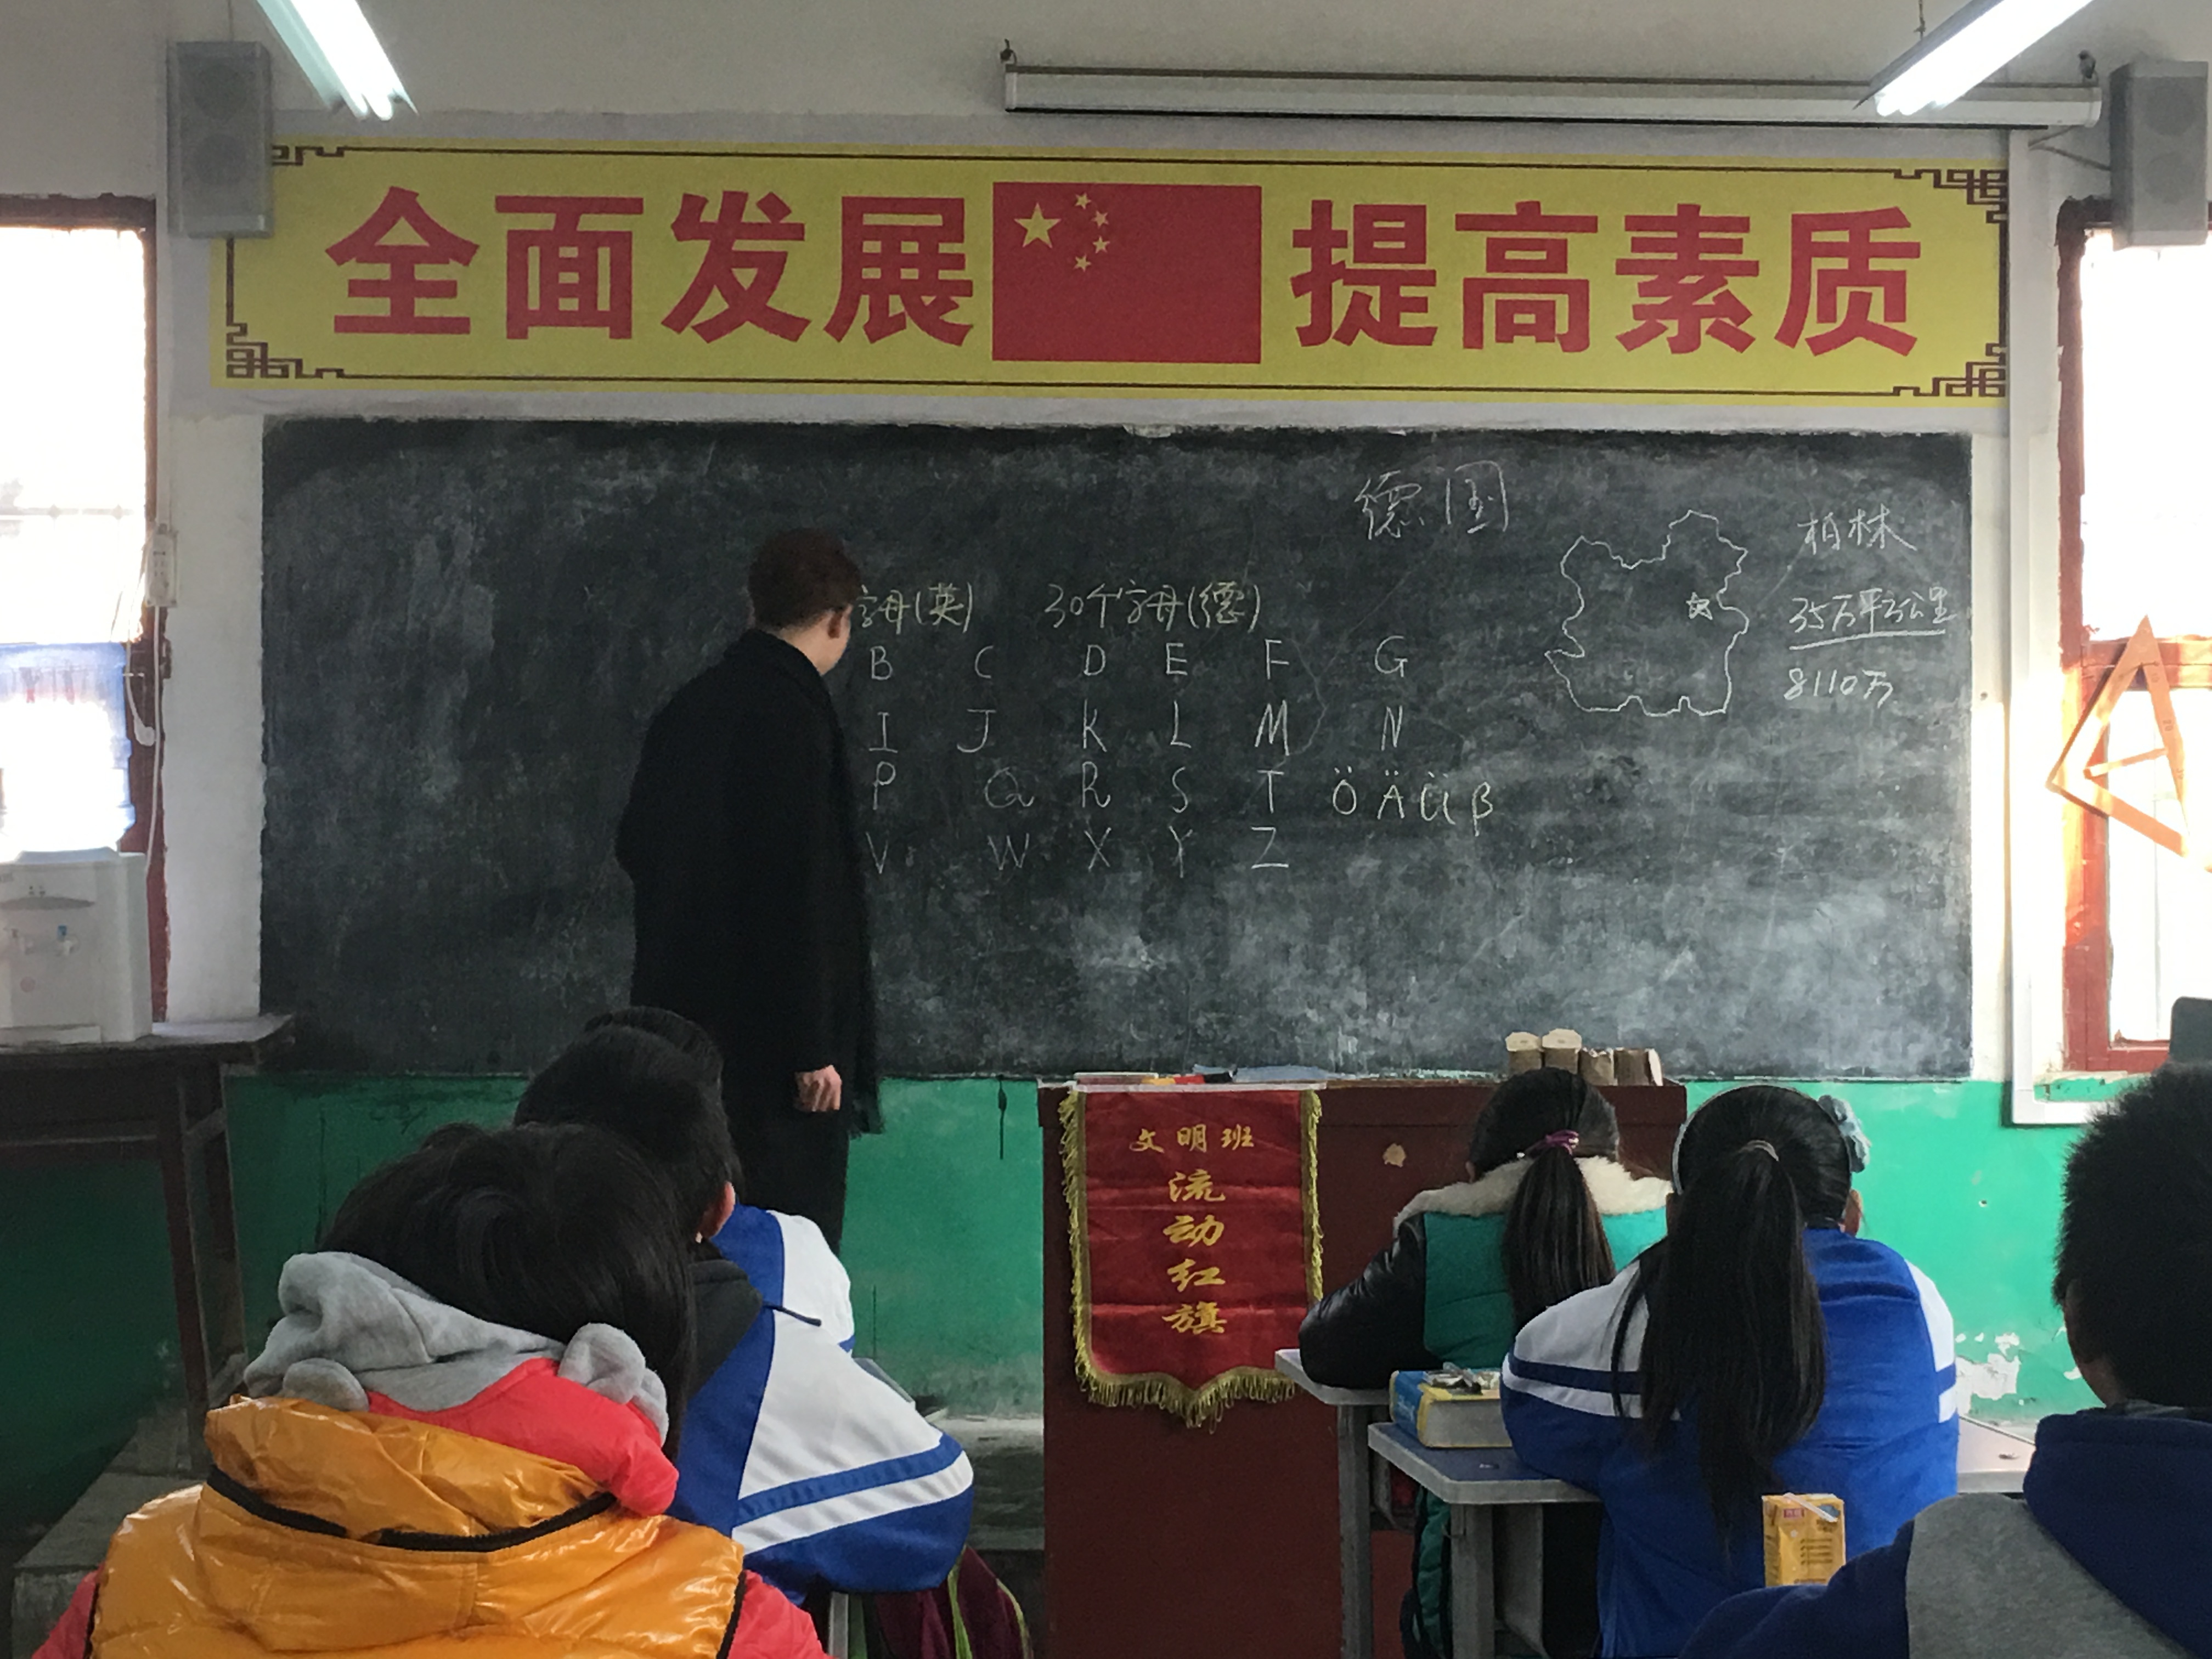 全面发展 提高素质
德国
柏林
字母(英) 30个字母(德)
35万平方公里
B C D E F G
8110万
I J K L M N
P Q R S T Ö Ä Ü β
V W X Y Z
文明班
流
动
红
旗